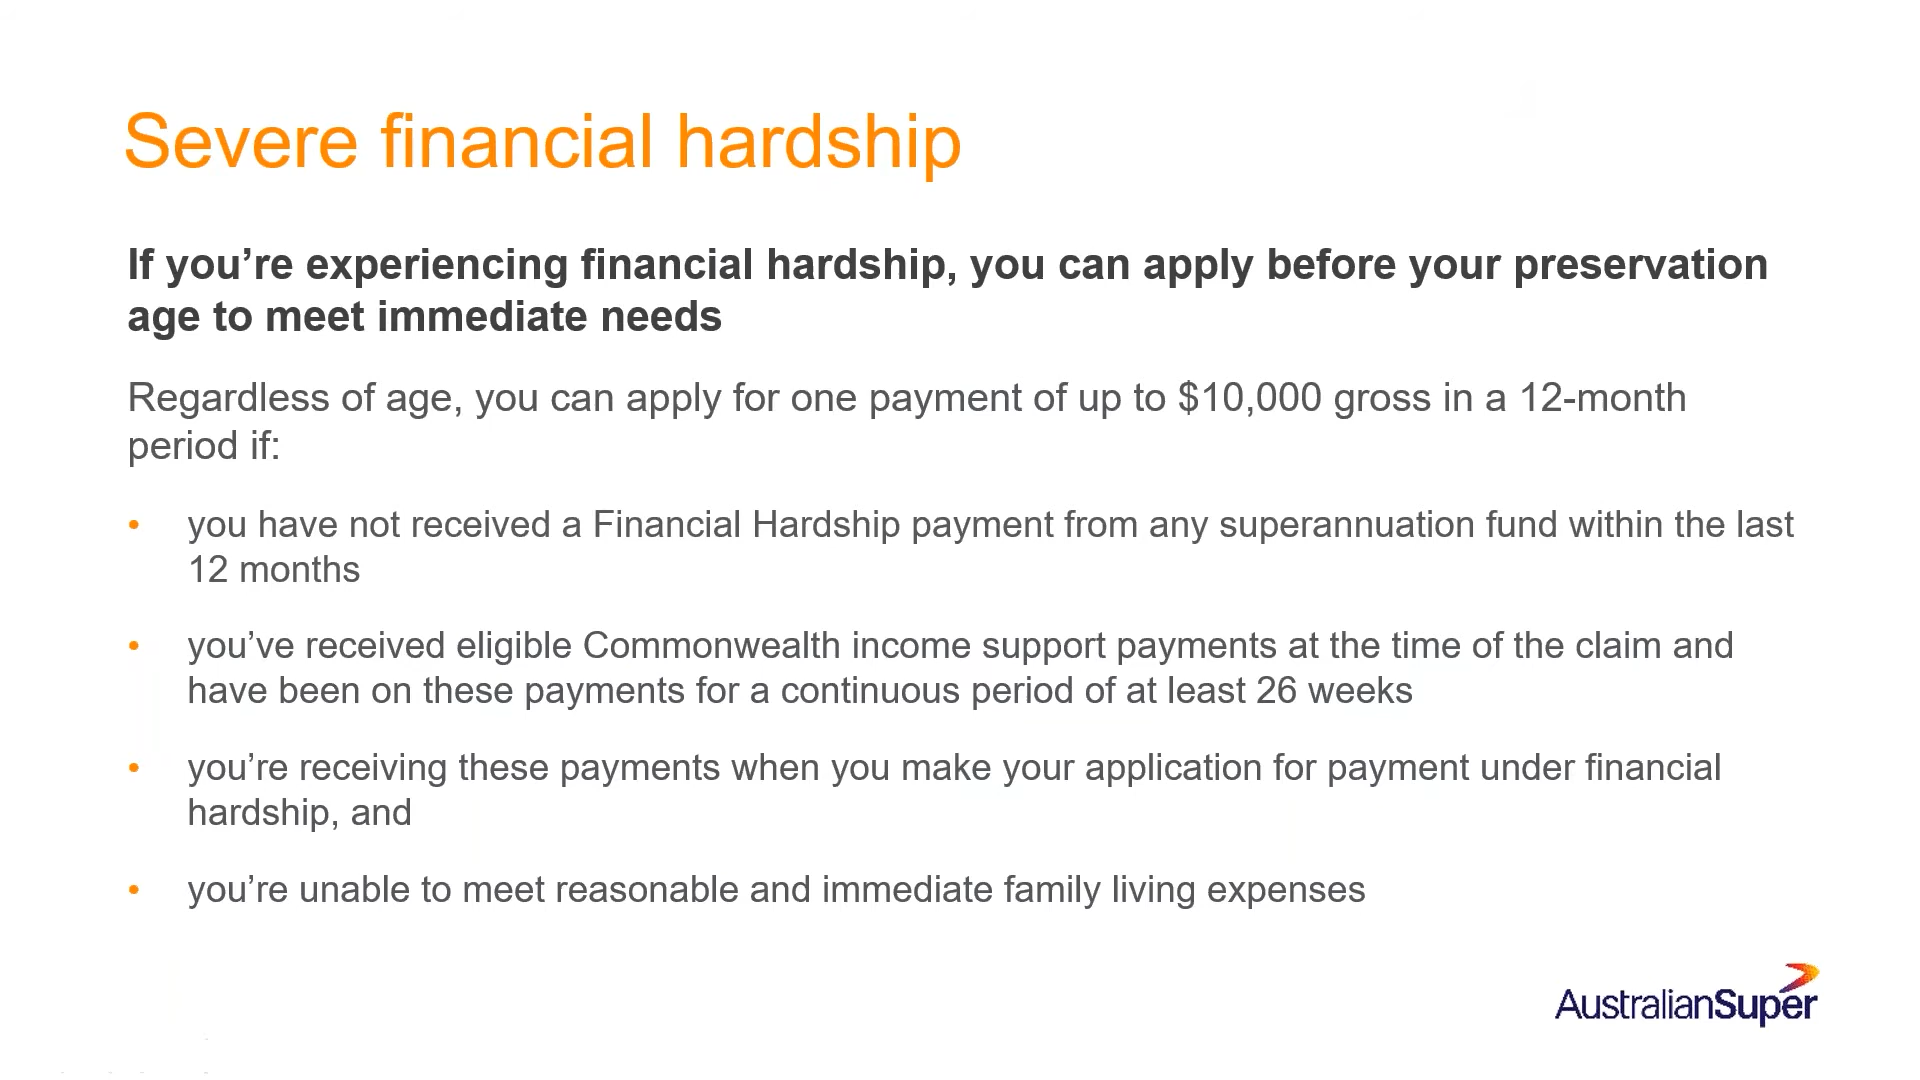 Severe financial hardship
If you’re experiencing financial hardship, you can apply before your preservation
age to meet immediate needs
Regardless of age, you can apply for one payment of up to $10,000 gross in a 12-month
period if:
• you have not received a Financial Hardship payment from any superannuation fund within the last
12 months
• you’ve received eligible Commonwealth income support payments at the time of the claim and
have been on these payments for a continuous period of at least 26 weeks
• you’re receiving these payments when you make your application for payment under financial
hardship, and
• you’re unable to meet reasonable and immediate family living expenses
AustralianSuper